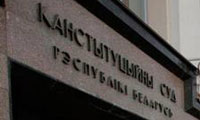 КАНСТЫТУЦЫЙНЫ СУД
РЭСПУБЛІКІ БЕЛАРУСЬ